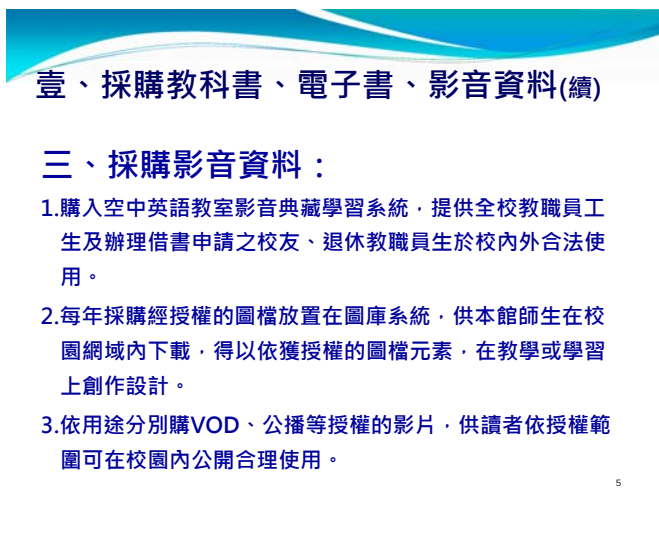 壹、採購教科書、電子書、影音資料(續)
三、採購影音資料：
1.購入空中英語教室影音典藏學習系統，提供全校教職員工
生及辦理借書申請之校友、退休教職員生於校內外合法使
用。
2.每年採購經授權的圖檔放置在圖庫系統，供本館師生在校
園網域內下載，得以依獲授權的圖檔元素，在教學或學習
上創作設計。
3.依用途分別購VOD、公播等授權的影片，供讀者依授權範
圍可在校園內公開合理使用。
5